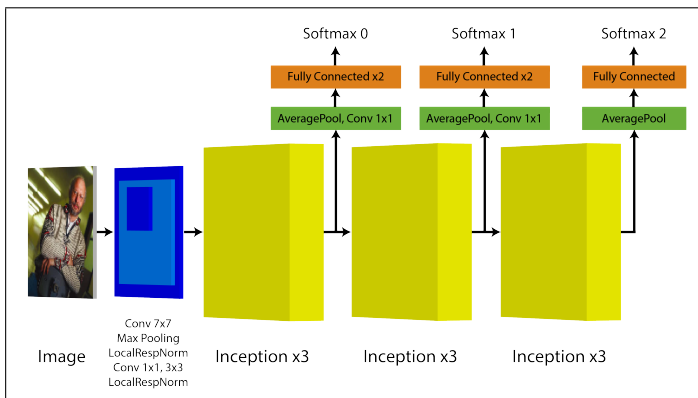 Softmax 0
Softmax 1
Softmax 2
Fully Connected x2
Fully Connected x2
Fully Connected
AveragePool, Conv 1x1
AveragePool, Conv 1x1
AveragePool
Image
Conv 7x7
Max Pooling
LocalRespNorm
Conv 1x1, 3x3
LocalRespNorm
Inception x3
Inception x3
Inception x3